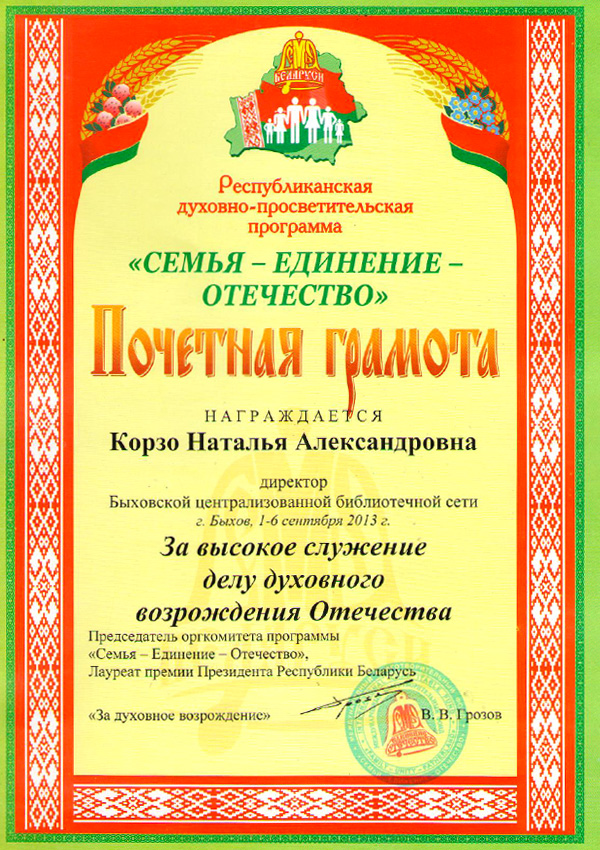 БЕЛАРУСИ
Республиканская
духовно-просветительская
программа
«СЕМЬЯ – ЕДИНЕНИЕ –
ОТЕЧЕСТВО»
Почетная грамота
НАГРАЖДАЕТСЯ
Корзо Наталья Александровна
директор
Быховской централизованной библиотечной сети
г. Быхов, 1-6 сентября 2013 г.
За высокое служение
делу духовного
возрождения Отечества
Председатель оргкомитета программы
«Семья – Единение – Отечество»,
Лауреат премии Президента Республики Беларусь
«За духовное возрождение» В. В. Грозов